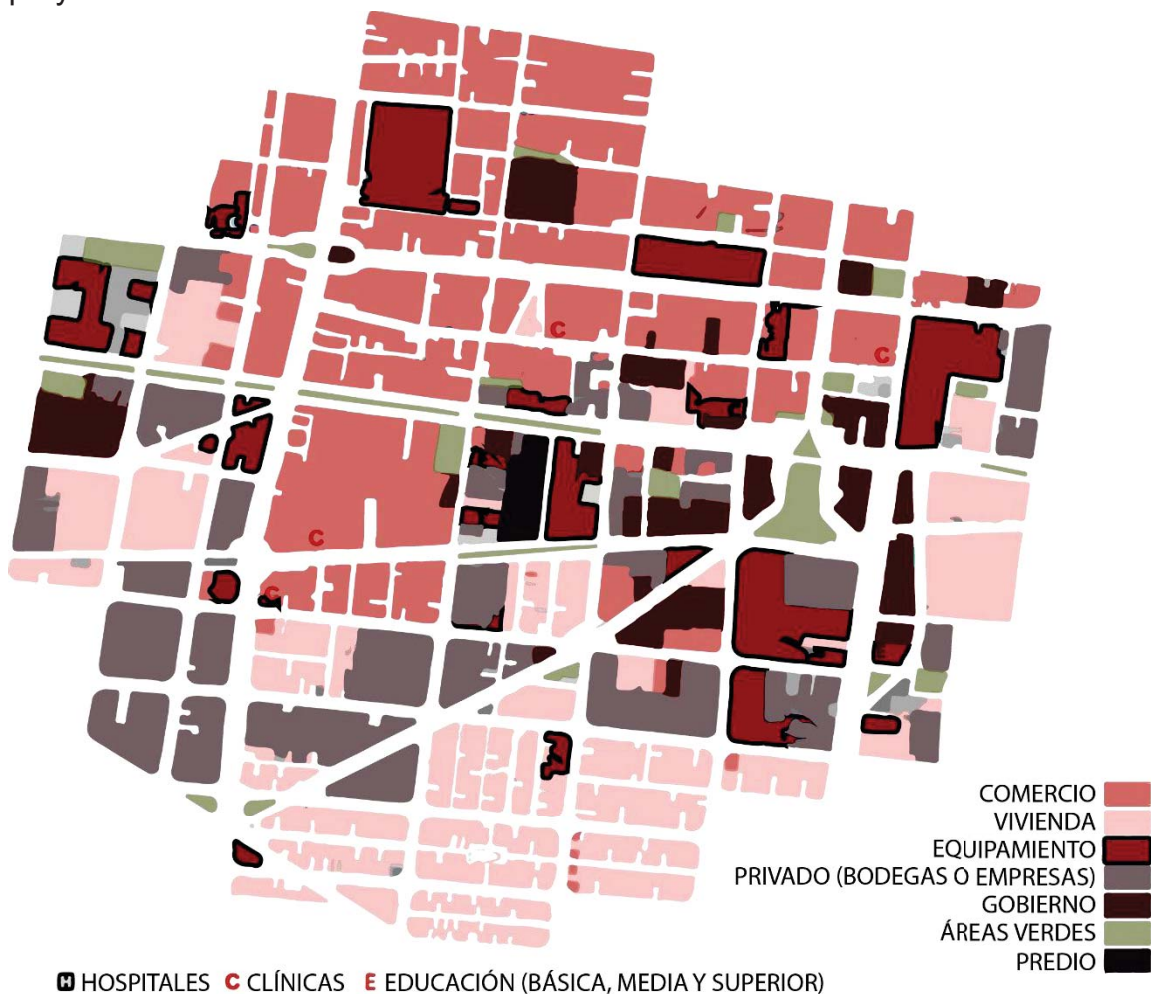 C
C
C
C
COMERCIO
VIVIENDA
EQUIPAMIENTO
PRIVADO (BODEGAS O EMPRESAS)
GOBIERNO
ÁREAS VERDES
PREDIO
H HOSPITALES C CLÍNICAS E EDUCACIÓN (BÁSICA, MEDIA Y SUPERIOR)